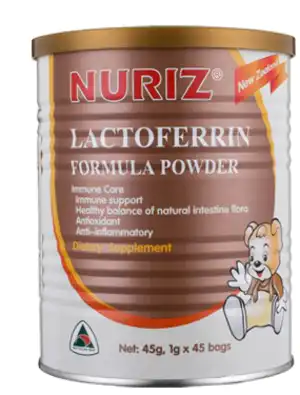 New Zealand
NURIZ®
LACTOFERRIN
FORMULA POWDER
Immune Care
Immune support
Healthy balance of natural intestine flora
Antioxidant
Anti-inflammatory
Dietary Supplement
Net: 45g, 1g x 45 bags